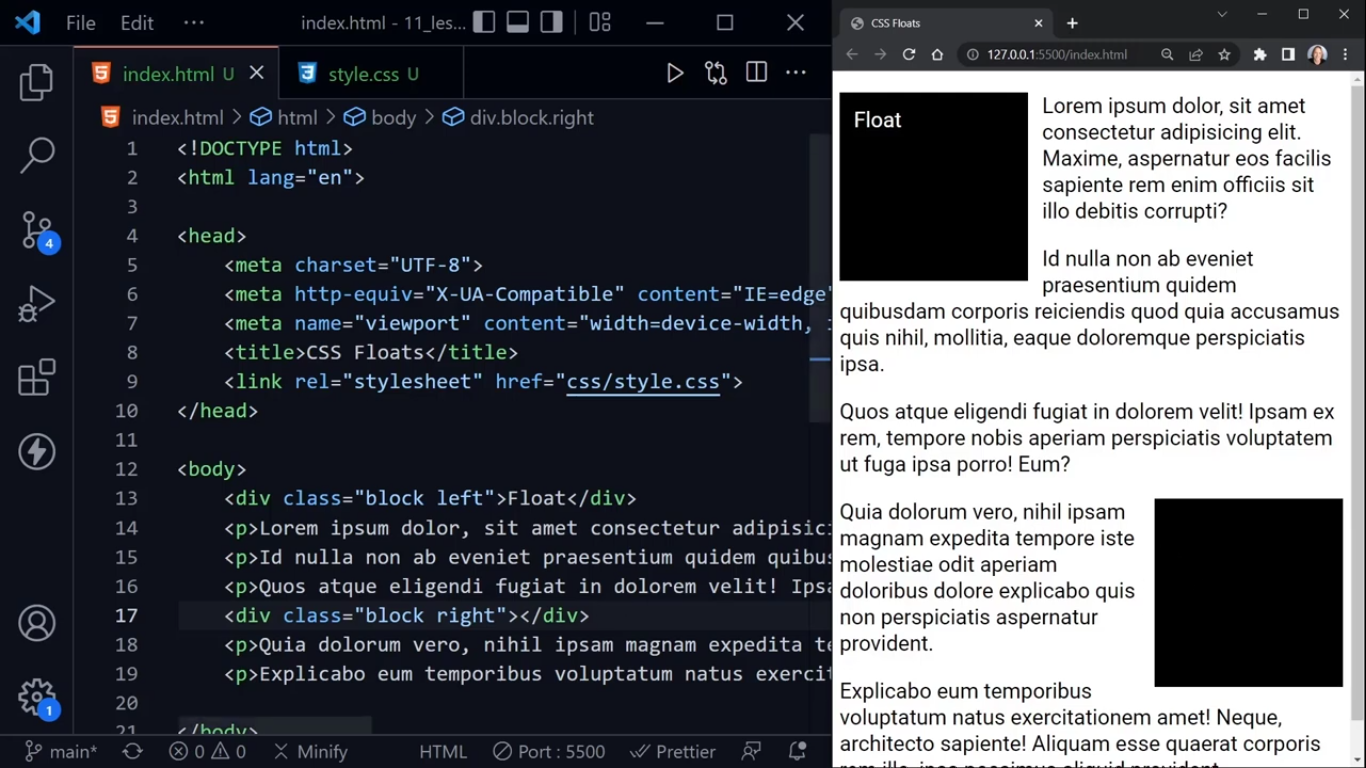 File Edit ··· index.html - 11_les...
index.html U
style.css U
index.html > html > body > div.block.right
1 <!DOCTYPE html>
2 <html lang="en">
3
4 <head>
5 <meta charset="UTF-8">
6 <meta http-equiv="X-UA-Compatible" content="IE=edge"
7 <meta name="viewport" content="width=device-width,
8 <title>CSS Floats</title>
9 <link rel="stylesheet" href="css/style.css">
10 </head>
11
12 <body>
13 <div class="block left">Float</div>
14 <p>Lorem ipsum dolor, sit amet consectetur adipisici
15 <p>Id nulla non ab eveniet praesentium quidem quibus
16 <p>Quos atque eligendi fugiat in dolorem velit! Ipsa
17 <div class="block right"></div>
18 <p>Quia dolorum vero, nihil ipsam magnam expedita te
19 <p>Explicabo eum temporibus voluptatum natus exercit
20
21 </body>
4
1
main* 0 0 Minify HTML Port : 5500 Prettier
CSS Floats
127.0.0.1:5500/index.html
Float
Lorem ipsum dolor, sit amet
consectetur adipisicing elit.
Maxime, aspernatur eos facilis
sapiente rem enim officiis sit
illo debitis corrupti?
Id nulla non ab eveniet
praesentium quidem
quibusdam corporis reiciendis quod quia accusamus
quis nihil, mollitia, eaque doloremque perspiciatis
ipsa.
Quos atque eligendi fugiat in dolorem velit! Ipsam ex
rem, tempore nobis aperiam perspiciatis voluptatem
ut fuga ipsa porro! Eum?
Quia dolorum vero, nihil ipsam
magnam expedita tempore iste
molestiae odit aperiam
doloribus dolore explicabo quis
non perspiciatis aspernatur
provident.
Explicabo eum temporibus
voluptatum natus exercitationem amet! Neque,
architecto sapiente! Aliquam esse quaerat corporis
rem illo, ipsa possimus aliquid provident